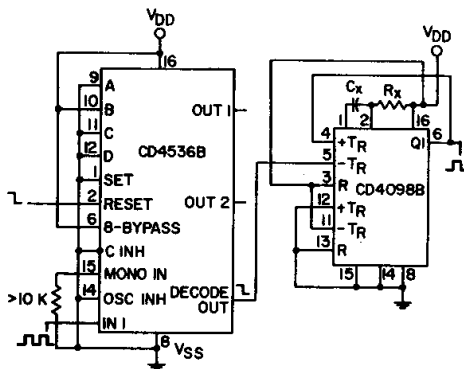 VDD
16
9 A
10 B
11 C
12 D
1 SET
2 RESET
6 8-BYPASS
C INH
15 MONO IN
14 OSC INH
IN 1
>10 K
CD4536B
OUT 1
OUT 2
DECODE
OUT
8 VSS
VDD
CX
RX
1
2
16
4 +TR
5 -TR
3 R
12 +TR
11 -TR
13 R
Q1 6
CD4098B
15
14
8